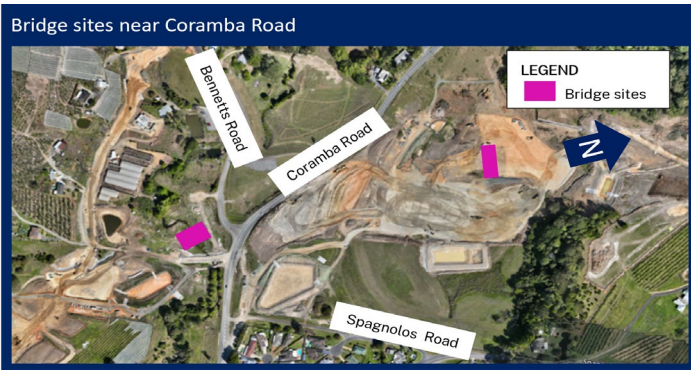 Bridge sites near Coramba Road
Bennetts Road
Coramba Road
LEGEND
Bridge sites
N
Spagnolos Road